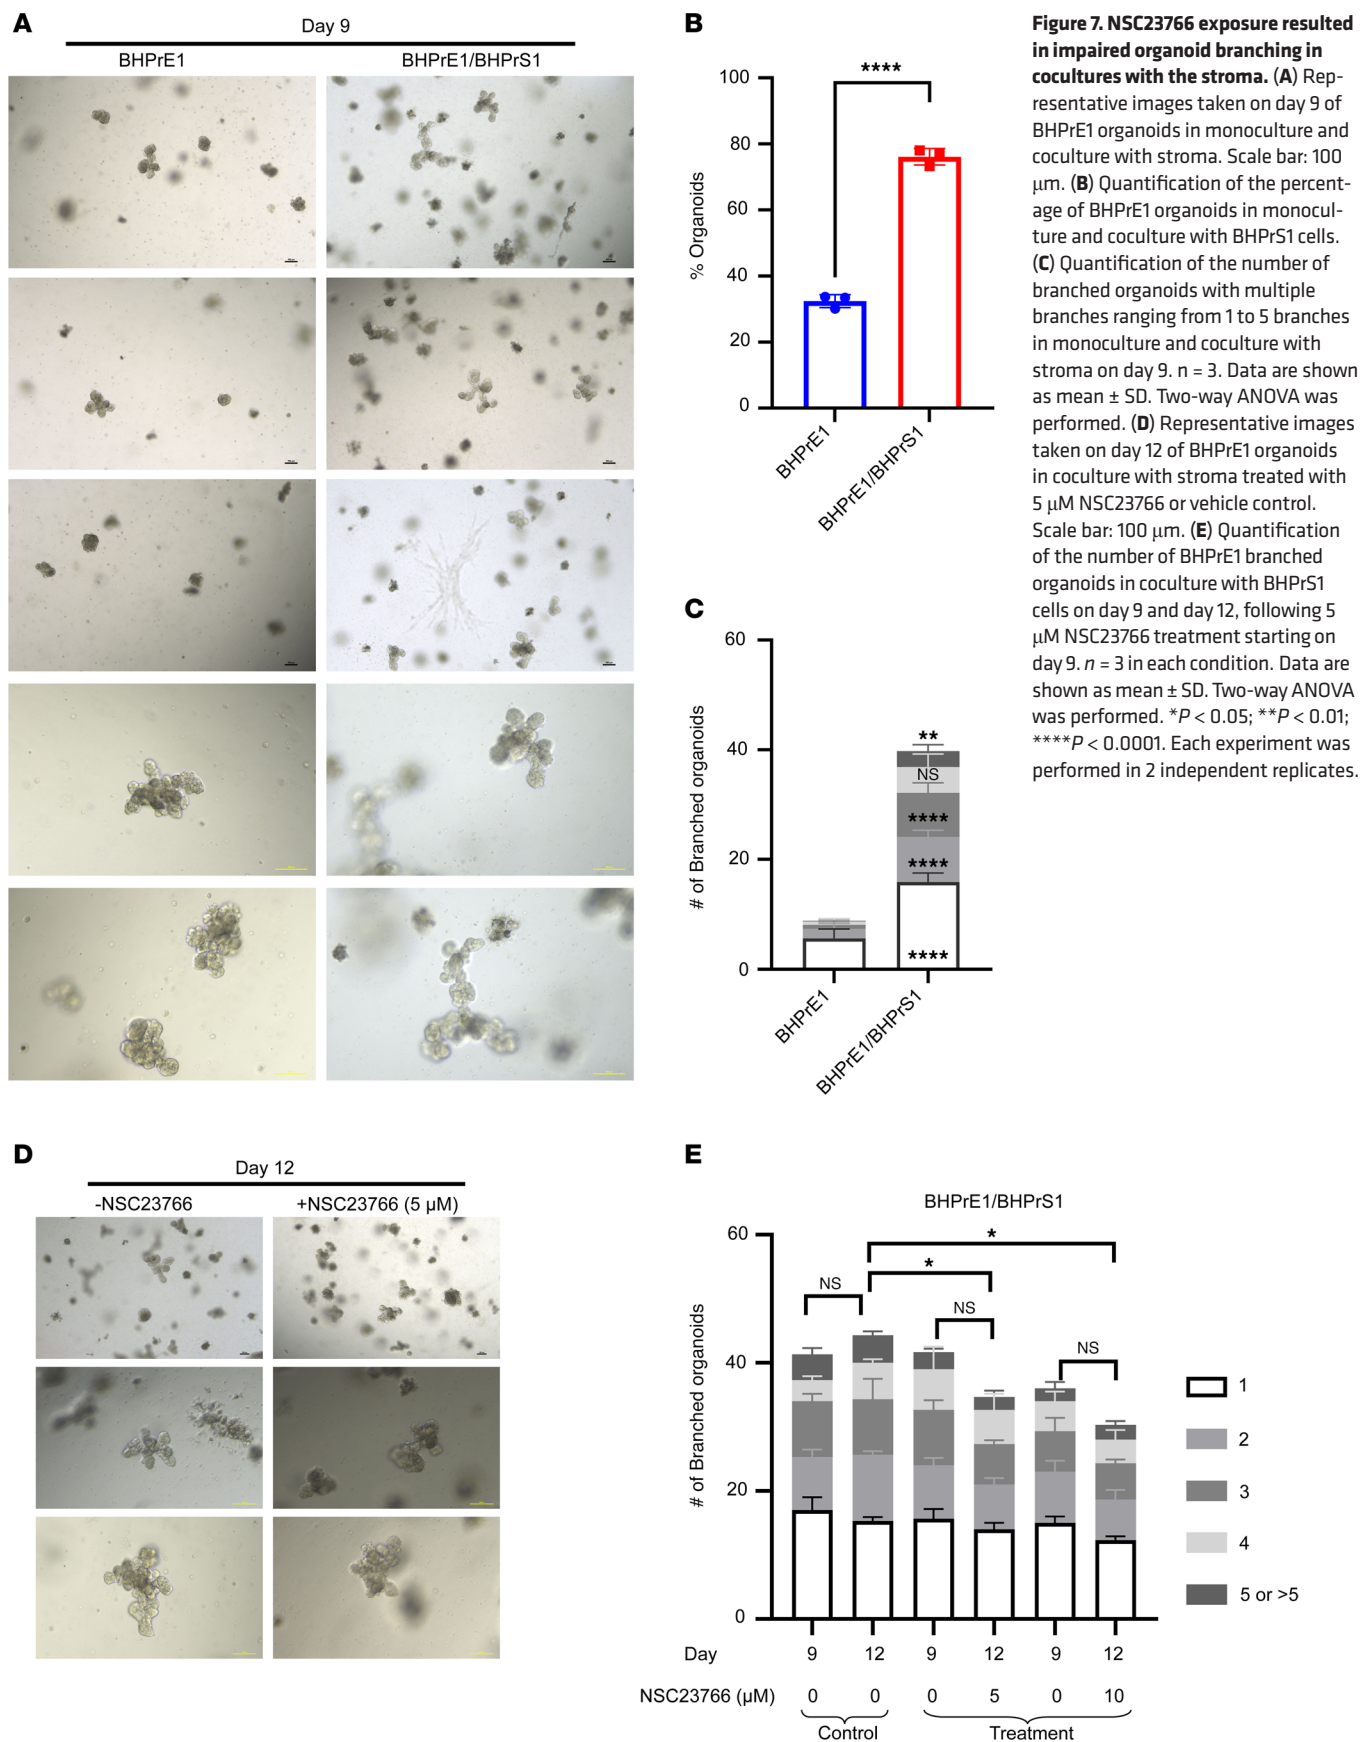 A
Day 9
BHPrE1
BHPrE1/BHPrS1
B
100
80
60
40
20
0
% Organoids
****
BHPrE1
BHPrE1/BHPrS1
C
60
40
20
0
# of Branched organoids
**
NS
****
****
****
BHPrE1
BHPrE1/BHPrS1
Figure 7. NSC23766 exposure resulted
in impaired organoid branching in
cocultures with the stroma. (A) Rep-
resentative images taken on day 9 of
BHPrE1 organoids in monoculture and
coculture with stroma. Scale bar: 100
μm. (B) Quantification of the percent-
age of BHPrE1 organoids in monocul-
ture and coculture with BHPrS1 cells.
(C) Quantification of the number of
branched organoids with multiple
branches ranging from 1 to 5 branches
in monoculture and coculture with
stroma on day 9. n = 3. Data are shown
as mean ± SD. Two-way ANOVA was
performed. (D) Representative images
taken on day 12 of BHPrE1 organoids
in coculture with stroma treated with
5 μM NSC23766 or vehicle control.
Scale bar: 100 μm. (E) Quantification
of the number of BHPrE1 branched
organoids in coculture with BHPrS1
cells on day 9 and day 12, following 5
μM NSC23766 treatment starting on
day 9. n = 3 in each condition. Data are
shown as mean ± SD. Two-way ANOVA
was performed. *P < 0.05; **P < 0.01;
****P < 0.0001. Each experiment was
performed in 2 independent replicates.
D
Day 12
-NSC23766
+NSC23766 (5 μM)
E
BHPrE1/BHPrS1
60
40
20
0
# of Branched organoids
NS
*
*
NS
NS
1
2
3
4
5 or >5
Day 9 12 9 12 9 12
NSC23766 (μM) 0 0 0 5 0 10
Control Treatment